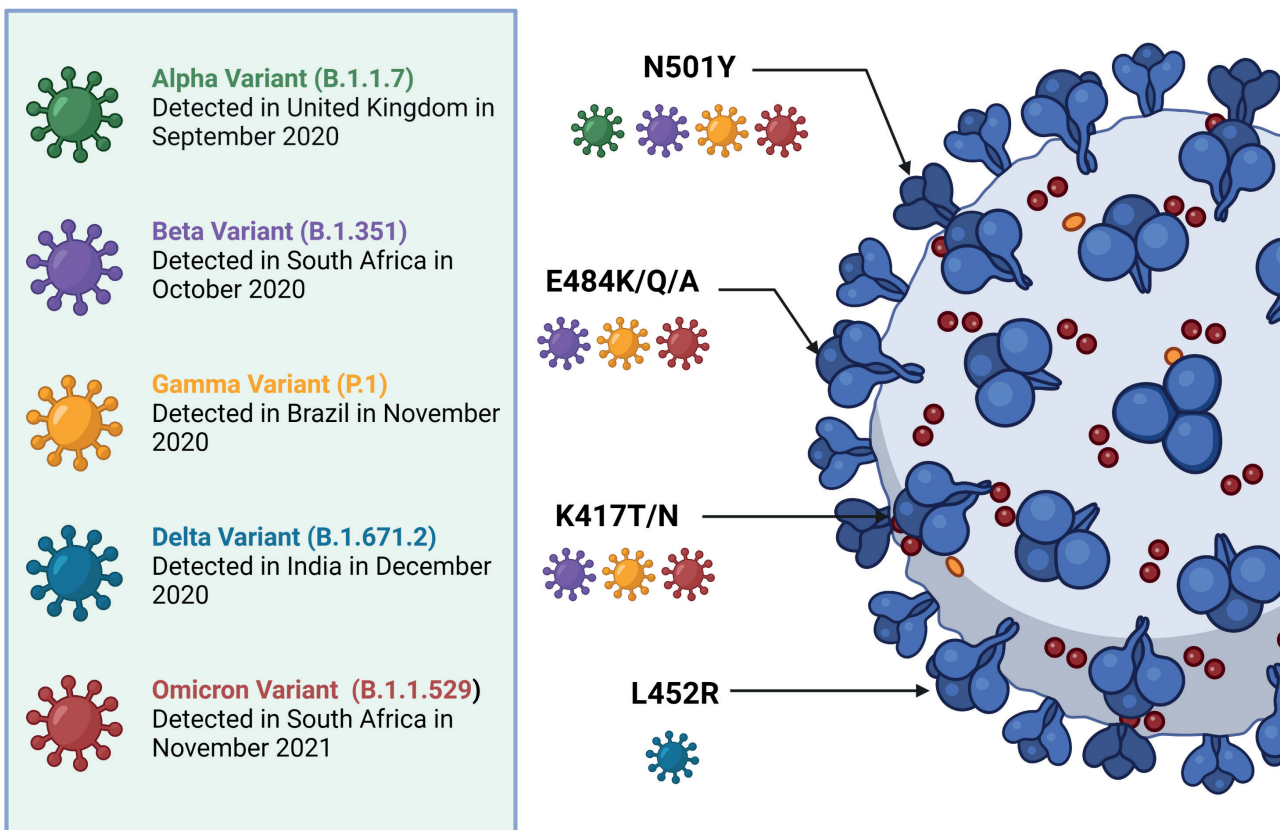 Alpha Variant (B.1.1.7)
Detected in United Kingdom in
September 2020
Beta Variant (B.1.351)
Detected in South Africa in
October 2020
Gamma Variant (P.1)
Detected in Brazil in November
2020
Delta Variant (B.1.671.2)
Detected in India in December
2020
Omicron Variant (B.1.1.529)
Detected in South Africa in
November 2021
N501Y
E484K/Q/A
K417T/N
L452R